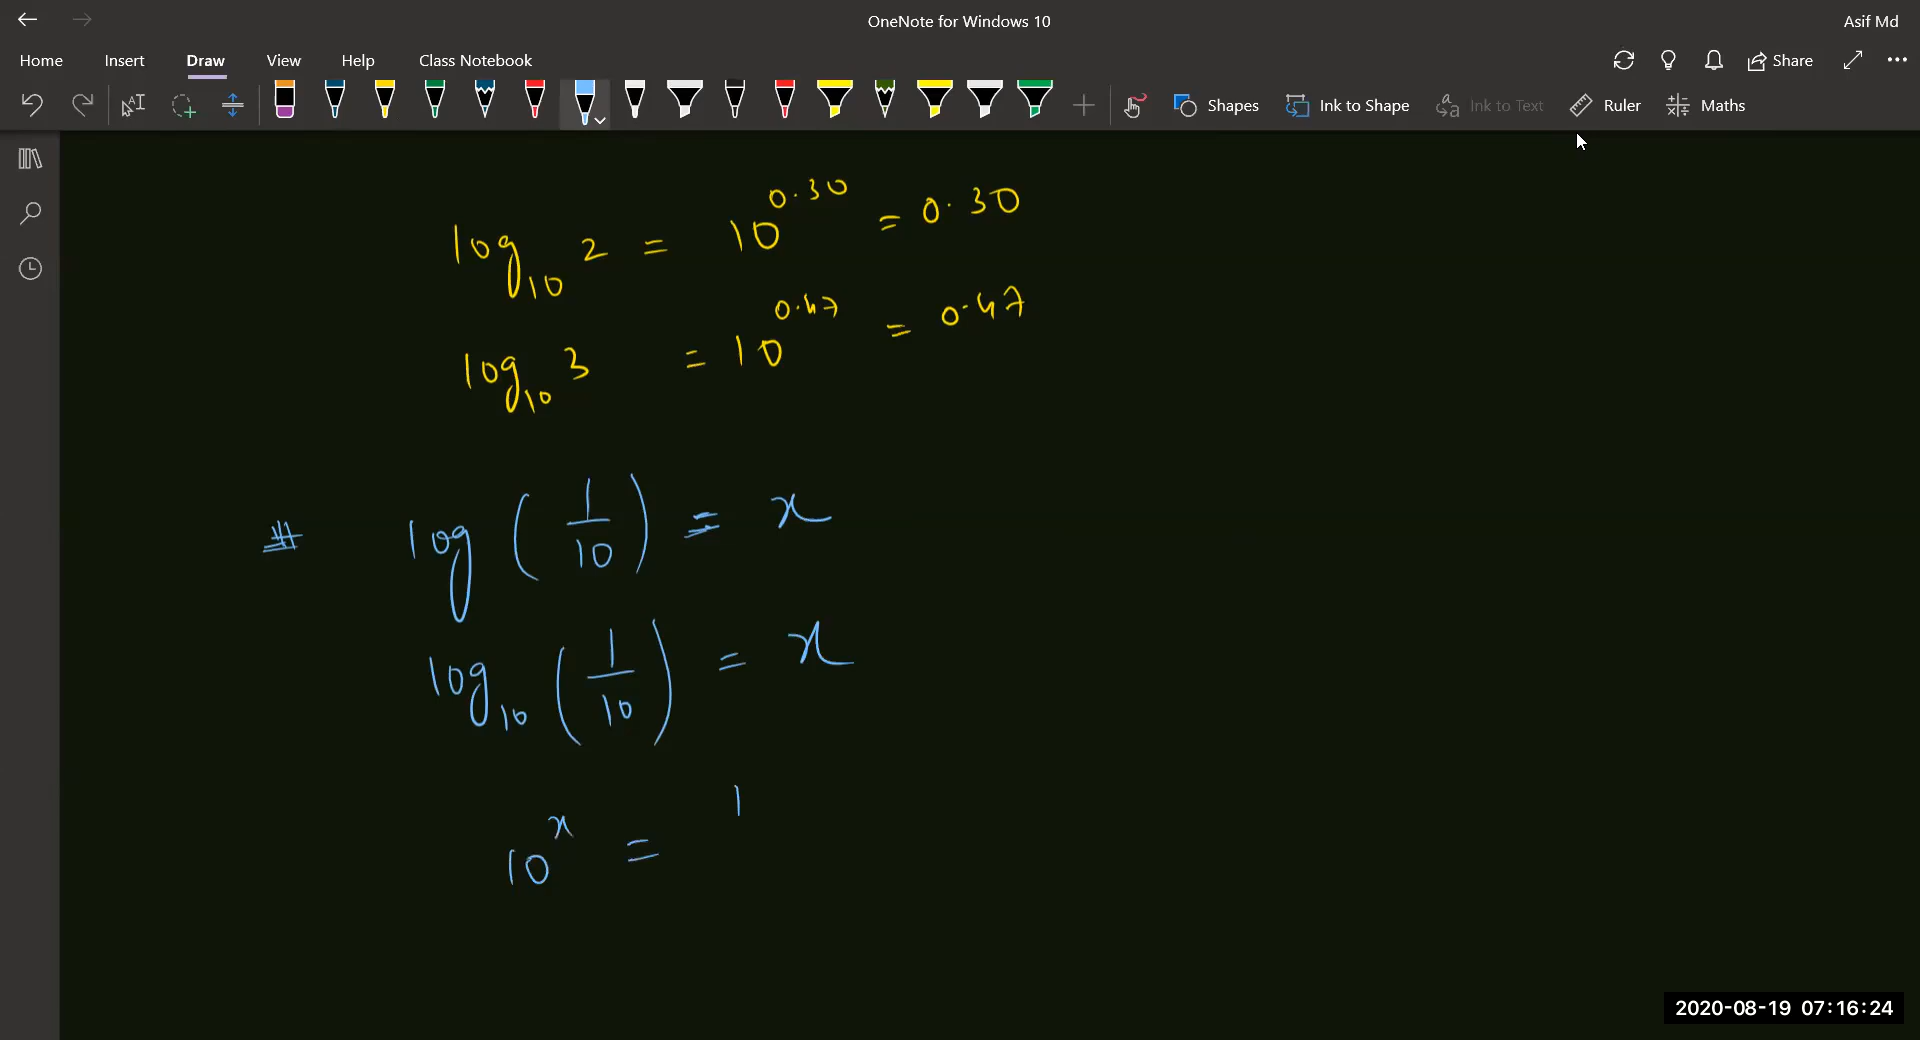 OneNote for Windows 10
Asif Md
Home Insert Draw View Help Class Notebook Share
Shapes Ink to Shape Ink to Text Ruler Maths
log₁₀ 2 = 10^0.30 = 0.30
log₁₀ 3 = 10^0.47 = 0.47
# log (1/10) = x
log₁₀ (1/10) = x
10^x = 1
2020-08-19 07:16:24